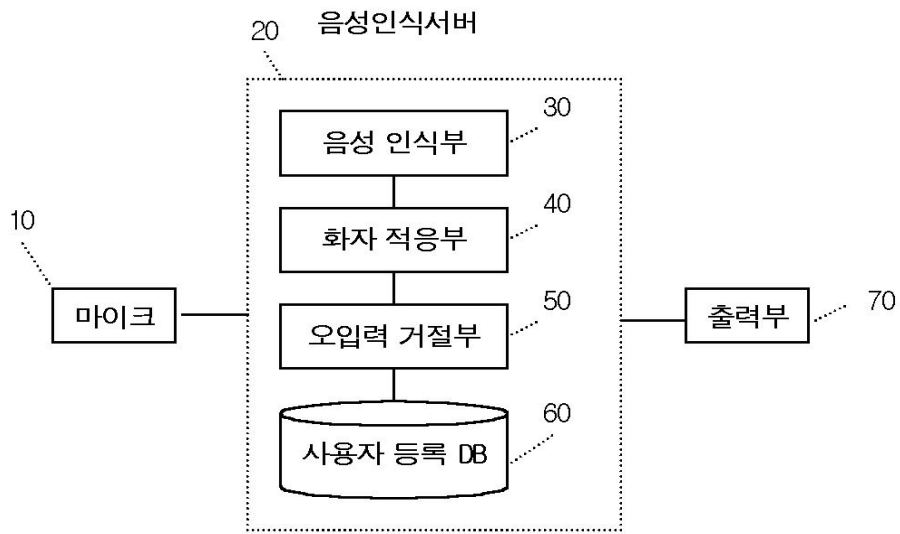 음성인식서버
20
30
음성 인식부
40
화자 적응부
10
마이크
50
오입력 거절부
70
출력부
60
사용자 등록 DB